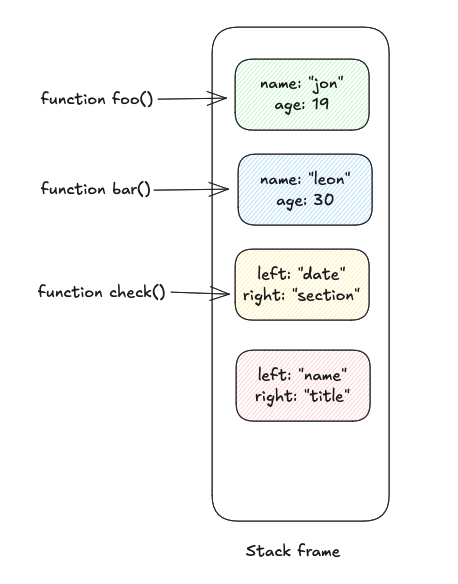 function foo()
name: "jon"
age: 19
function bar()
name: "leon"
age: 30
function check()
left: "date"
right: "section"
left: "name"
right: "title"
Stack frame